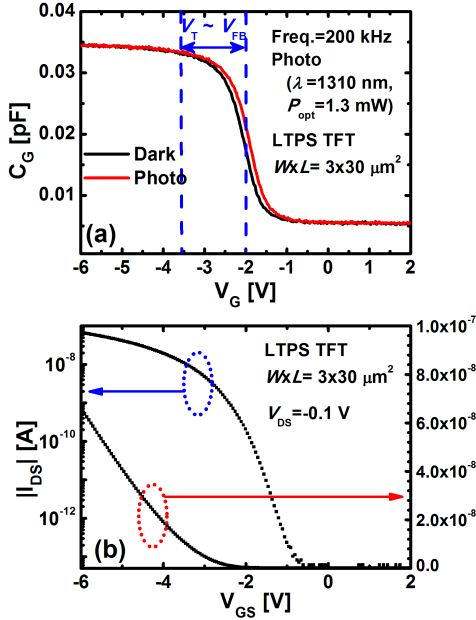 V_T ~ V_FB
Freq.=200 kHz
Photo
(λ=1310 nm,
P_opt=1.3 mW)
LTPS TFT
WxL= 3x30 μm²
Dark
Photo
(a)
0.04
0.03
0.02
0.01
C_G [pF]
-6 -5 -4 -3 -2 -1 0 1 2
V_G [V]
LTPS TFT
WxL= 3x30 μm²
V_DS=-0.1 V
(b)
10⁻⁸
10⁻¹⁰
10⁻¹²
|I_DS| [A]
1.0x10⁻⁷
8.0x10⁻⁸
6.0x10⁻⁸
4.0x10⁻⁸
2.0x10⁻⁸
0.0
-6 -4 -2 0 2
V_GS [V]